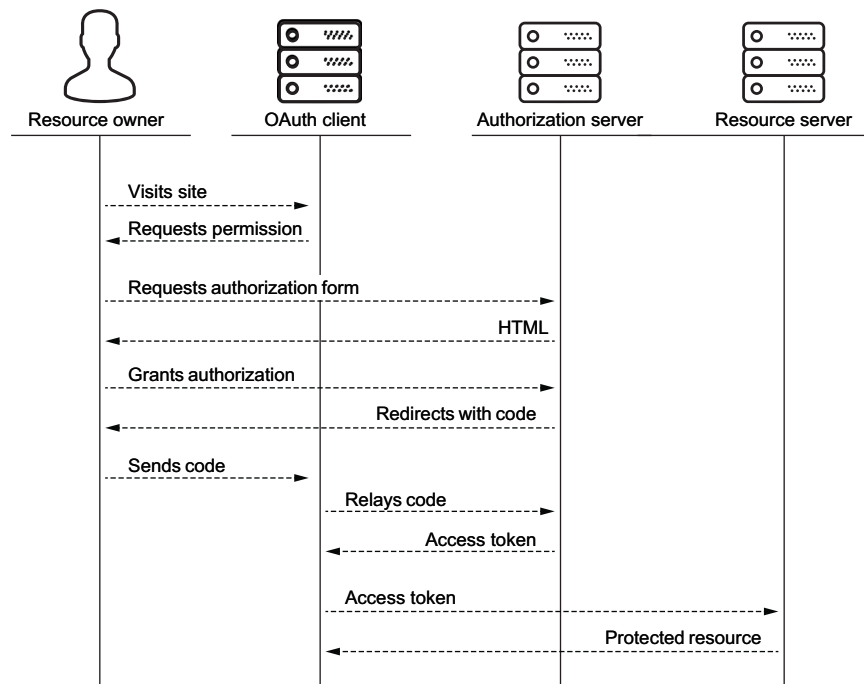 Resource owner
OAuth client
Authorization server
Resource server
Visits site
Requests permission
Requests authorization form
HTML
Grants authorization
Redirects with code
Sends code
Relays code
Access token
Access token
Protected resource